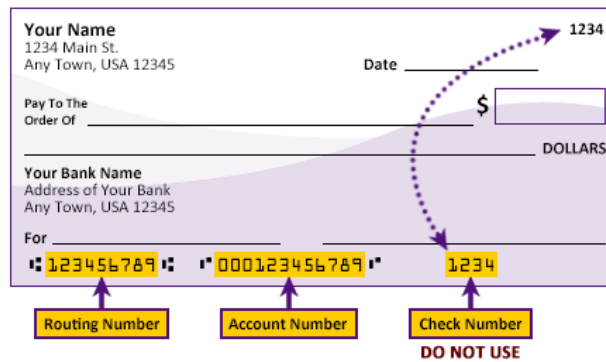 Your Name 1234
1234 Main St.
Any Town, USA 12345
Date
Pay To The
Order Of $
DOLLARS
Your Bank Name
Address of Your Bank
Any Town, USA 12345
For
⑆123456789⑆ ⑈000123456789⑈ 1234
Routing Number Account Number Check Number
DO NOT USE